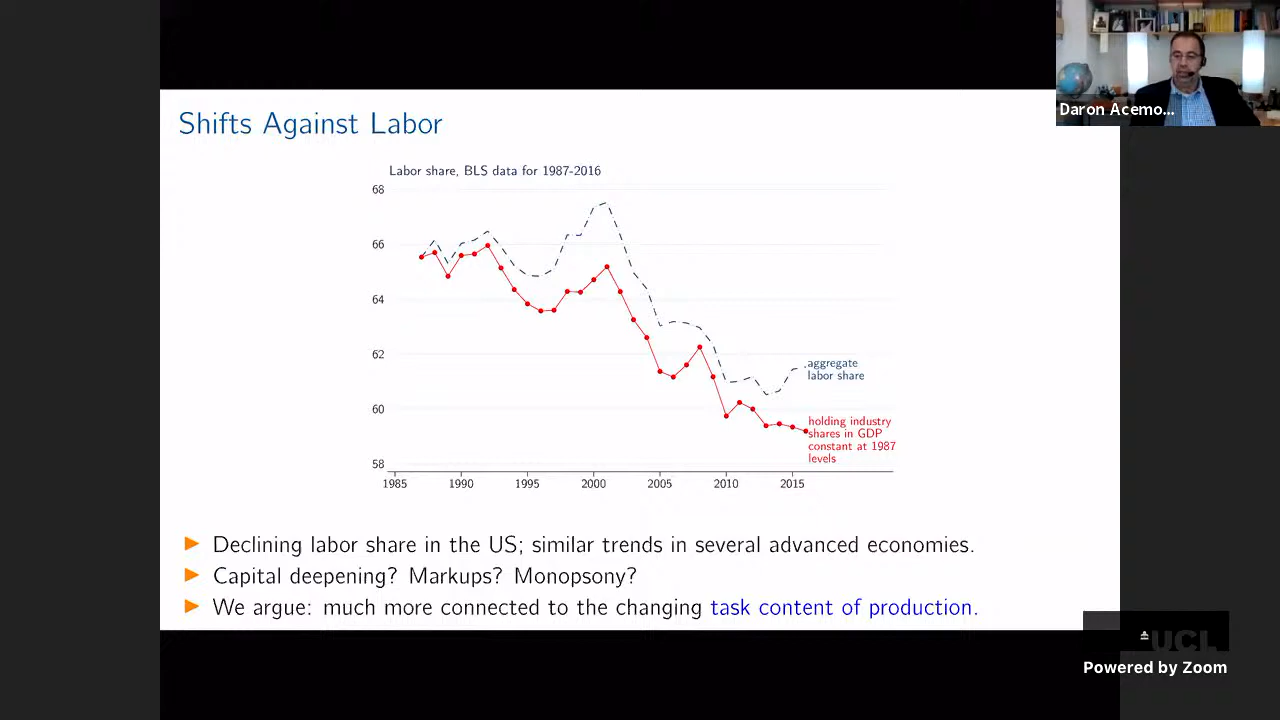 Daron Acemo...
Shifts Against Labor
Labor share, BLS data for 1987-2016
68
66
64
62
60
58
aggregate
labor share
holding industry
shares in GDP
constant at 1987
levels
1985 1990 1995 2000 2005 2010 2015
► Declining labor share in the US; similar trends in several advanced economies.
► Capital deepening? Markups? Monopsony?
► We argue: much more connected to the changing task content of production.
UCL
Powered by Zoom